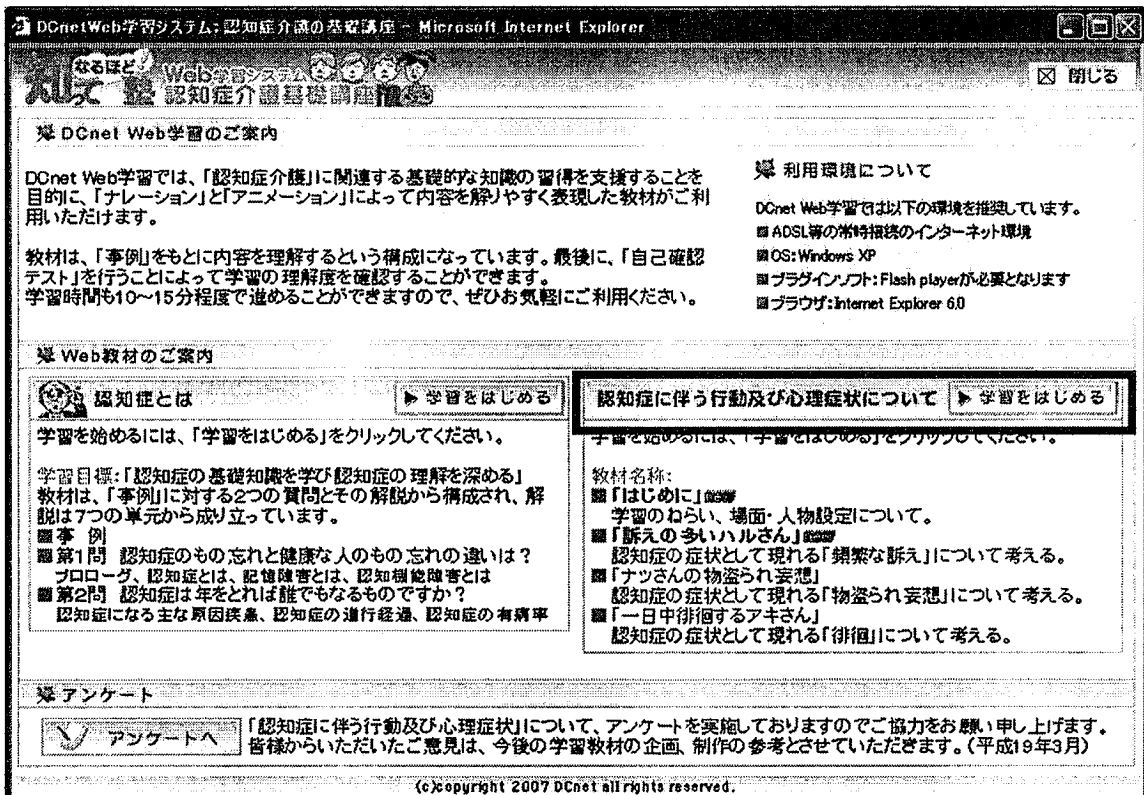 DCnetWeb学習システム:認知症介護の基礎講座 - Microsoft Internet Explorer
なるほど!
知って 塾
Web学習システム
認知症介護基礎講座
閉じる
DCnet Web学習のご案内
DCnet Web学習では、「認知症介護」に関連する基礎的な知識の習得を支援することを
目的に、「ナレーション」と「アニメーション」によって内容を解りやすく表現した教材がご利
用いただけます。
教材は、「事例」をもとに内容を理解するという構成になっています。最後に、「自己確認
テスト」を行うことによって学習の理解度を確認することができます。
学習時間も10~15分程度で進めることができますので、ぜひお気軽にご利用ください。
利用環境について
DCnet Web学習では以下の環境を推奨しています。
■ADSL等の常時接続のインターネット環境
■OS:Windows XP
■プラグインソフト:Flash playerが必要となります
■ブラウザ:Internet Explorer 6.0
Web教材のご案内
認知症とは
▶学習をはじめる
学習を始めるには、「学習をはじめる」をクリックしてください。
学習目標:「認知症の基礎知識を学び認知症の理解を深める」
教材は、「事例」に対する2つの質問とその解説から構成され、解
説は7つの単元から成り立っています。
■事 例
■第1問 認知症のもの忘れと健康な人のもの忘れの違いは?
プロローグ、認知症とは、記憶障害とは、認知機能障害とは
■第2問 認知症は年をとれば誰でもなるものですか?
認知症になる主な原因疾患、認知症の進行経過、認知症の有病率
認知症に伴う行動及び心理症状について
▶学習をはじめる
学習を始めるには、「学習をはじめる」をクリックしてください。
教材名称:
■「はじめに」
学習のねらい、場面・人物設定について。
■「訴えの多いハルさん」
認知症の症状として現れる「頻繁な訴え」について考える。
■「ナツさんの物盗られ妄想」
認知症の症状として現れる「物盗られ妄想」について考える。
■「一日中徘徊するアキさん」
認知症の症状として現れる「徘徊」について考える。
アンケート
アンケートへ
「認知症に伴う行動及び心理症状」について、アンケートを実施しておりますのでご協力をお願い申し上げます。
皆様からいただいたご意見は、今後の学習教材の企画、制作の参考とさせていただきます。(平成19年3月)
(c)copyright 2007 DCnet all rights reserved.